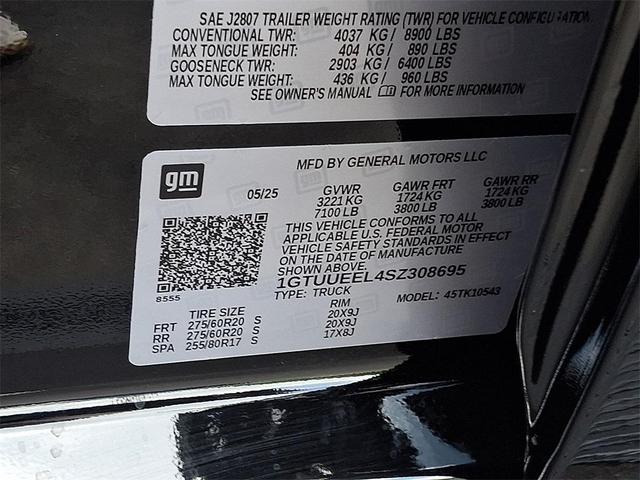 SAE J2807 TRAILER WEIGHT RATING (TWR) FOR VEHICLE CONFIGURATION
CONVENTIONAL TWR: 4037 KG / 8900 LBS
MAX TONGUE WEIGHT: 404 KG / 890 LBS
GOOSENECK TWR: 2903 KG / 6400 LBS
MAX TONGUE WEIGHT: 436 KG / 960 LBS
SEE OWNER'S MANUAL FOR MORE INFORMATION
gm
MFD BY GENERAL MOTORS LLC
05/25 GVWR GAWR FRT GAWR RR
3221 KG 1724 KG 1724 KG
7100 LB 3800 LB 3800 LB
THIS VEHICLE CONFORMS TO ALL
APPLICABLE U.S. FEDERAL MOTOR
VEHICLE SAFETY STANDARDS IN EFFECT
ON THE DATE OF MANUFACTURE
SHOWN ABOVE.
1GTUUEEL4SZ308695
8555 TYPE: TRUCK MODEL: 45TK10543
TIRE SIZE RIM
FRT 275/60R20 S 20X9J
RR 275/60R20 S 20X9J
SPA 255/80R17 S 17X8J